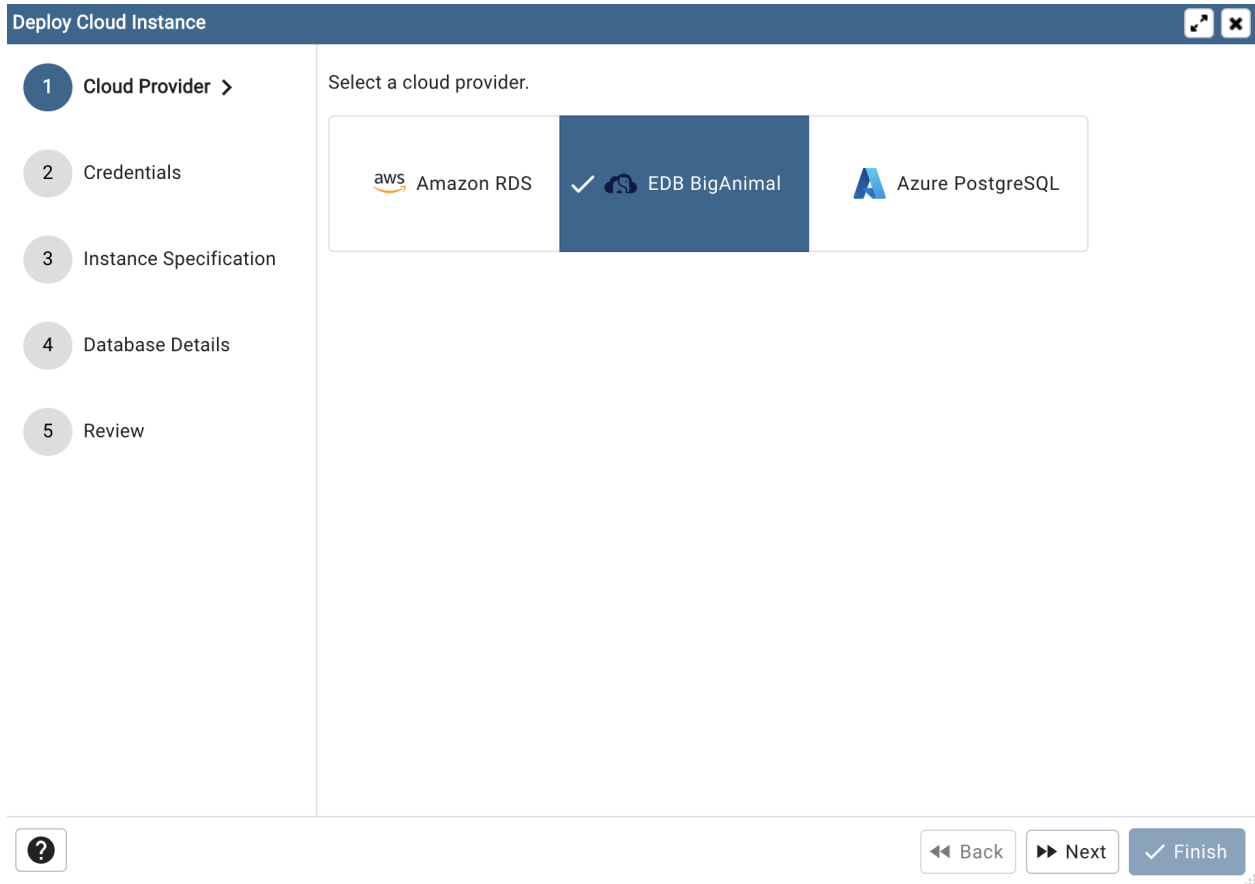 Deploy Cloud Instance
1 Cloud Provider
Select a cloud provider.
aws Amazon RDS
EDB BigAnimal
Azure PostgreSQL
2 Credentials
3 Instance Specification
4 Database Details
5 Review
?
Back
Next
Finish